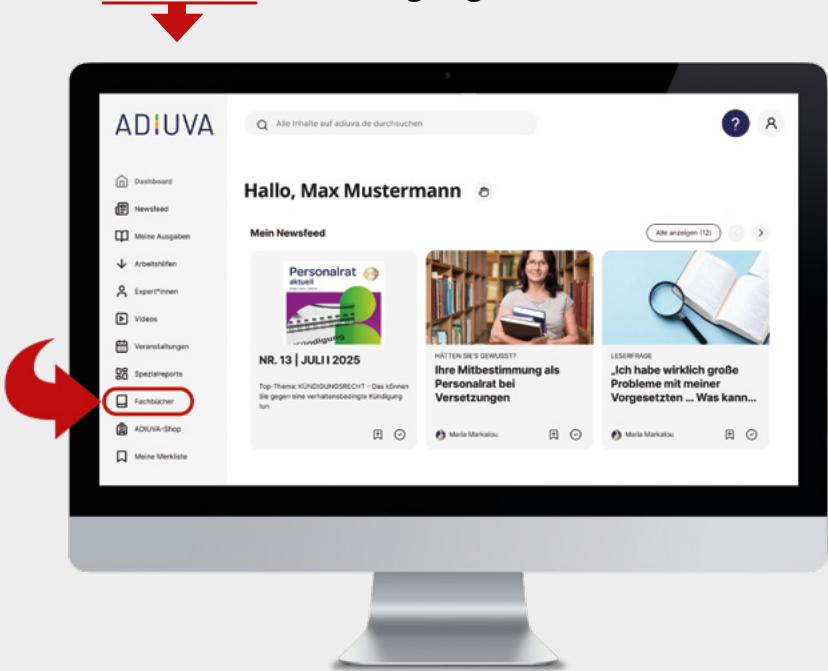 ADIUVA
Alle Inhalte auf adiuva.de durchsuchen
?
Dashboard
Newsfeed
Meine Ausgaben
Arbeitshilfen
Expert*innen
Videos
Veranstaltungen
Spezialreports
Fachbücher
ADIUVA-Shop
Meine Merkliste
Hallo, Max Mustermann
Mein Newsfeed
Alle anzeigen (12)
Personalrat
aktuell
Kündigung
NR. 13 | JULI I 2025
Top-Thema: KÜNDIGUNGSRECHT – Das können
Sie gegen eine verhaltensbedingte Kündigung
tun
HÄTTEN SIE'S GEWUSST?
Ihre Mitbestimmung als
Personalrat bei
Versetzungen
Maria Markatou
LESERFRAGE
„Ich habe wirklich große
Probleme mit meiner
Vorgesetzten ... Was kann...
Maria Markatou